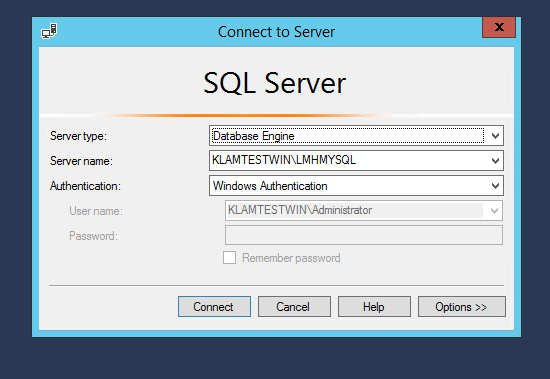 Connect to Server
x
SQL Server
Server type: Database Engine
Server name: KLAMTESTWIN\LMHMYSQL
Authentication: Windows Authentication
User name: KLAMTESTWIN\Administrator
Password:
Remember password
Connect Cancel Help Options >>